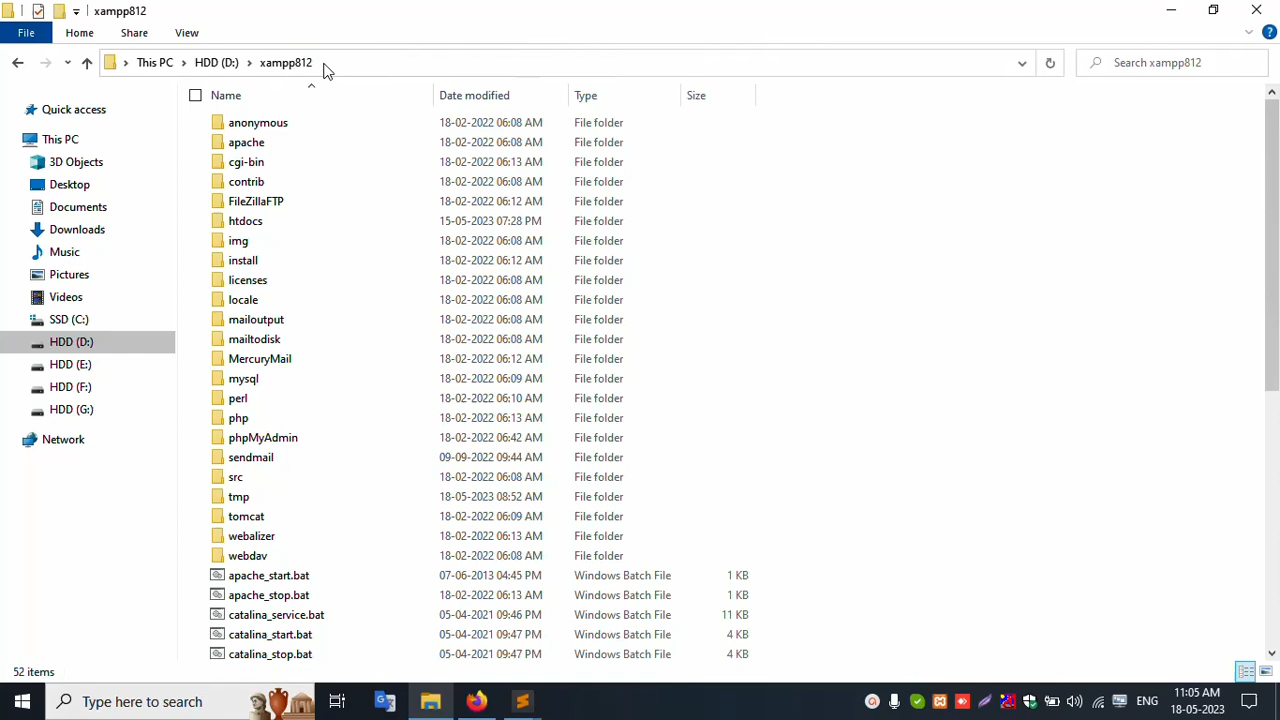 xampp812
File Home Share View
This PC HDD (D:) xampp812 Search xampp812
Name Date modified Type Size
Quick access
This PC
3D Objects
Desktop
Documents
Downloads
Music
Pictures
Videos
SSD (C:)
HDD (D:)
HDD (E:)
HDD (F:)
HDD (G:)
Network
anonymous 18-02-2022 06:08 AM File folder
apache 18-02-2022 06:08 AM File folder
cgi-bin 18-02-2022 06:13 AM File folder
contrib 18-02-2022 06:08 AM File folder
FileZillaFTP 18-02-2022 06:12 AM File folder
htdocs 15-05-2023 07:28 PM File folder
img 18-02-2022 06:08 AM File folder
install 18-02-2022 06:12 AM File folder
licenses 18-02-2022 06:08 AM File folder
locale 18-02-2022 06:08 AM File folder
mailoutput 18-02-2022 06:08 AM File folder
mailtodisk 18-02-2022 06:08 AM File folder
MercuryMail 18-02-2022 06:12 AM File folder
mysql 18-02-2022 06:09 AM File folder
perl 18-02-2022 06:10 AM File folder
php 18-02-2022 06:13 AM File folder
phpMyAdmin 18-02-2022 06:42 AM File folder
sendmail 09-09-2022 09:44 AM File folder
src 18-02-2022 06:08 AM File folder
tmp 18-05-2023 08:52 AM File folder
tomcat 18-02-2022 06:09 AM File folder
webalizer 18-02-2022 06:13 AM File folder
webdav 18-02-2022 06:08 AM File folder
apache_start.bat 07-06-2013 04:45 PM Windows Batch File 1 KB
apache_stop.bat 18-02-2022 06:13 AM Windows Batch File 1 KB
catalina_service.bat 05-04-2021 09:46 PM Windows Batch File 11 KB
catalina_start.bat 05-04-2021 09:47 PM Windows Batch File 4 KB
catalina_stop.bat 05-04-2021 09:47 PM Windows Batch File 4 KB
52 items
Type here to search ENG 11:05 AM
18-05-2023